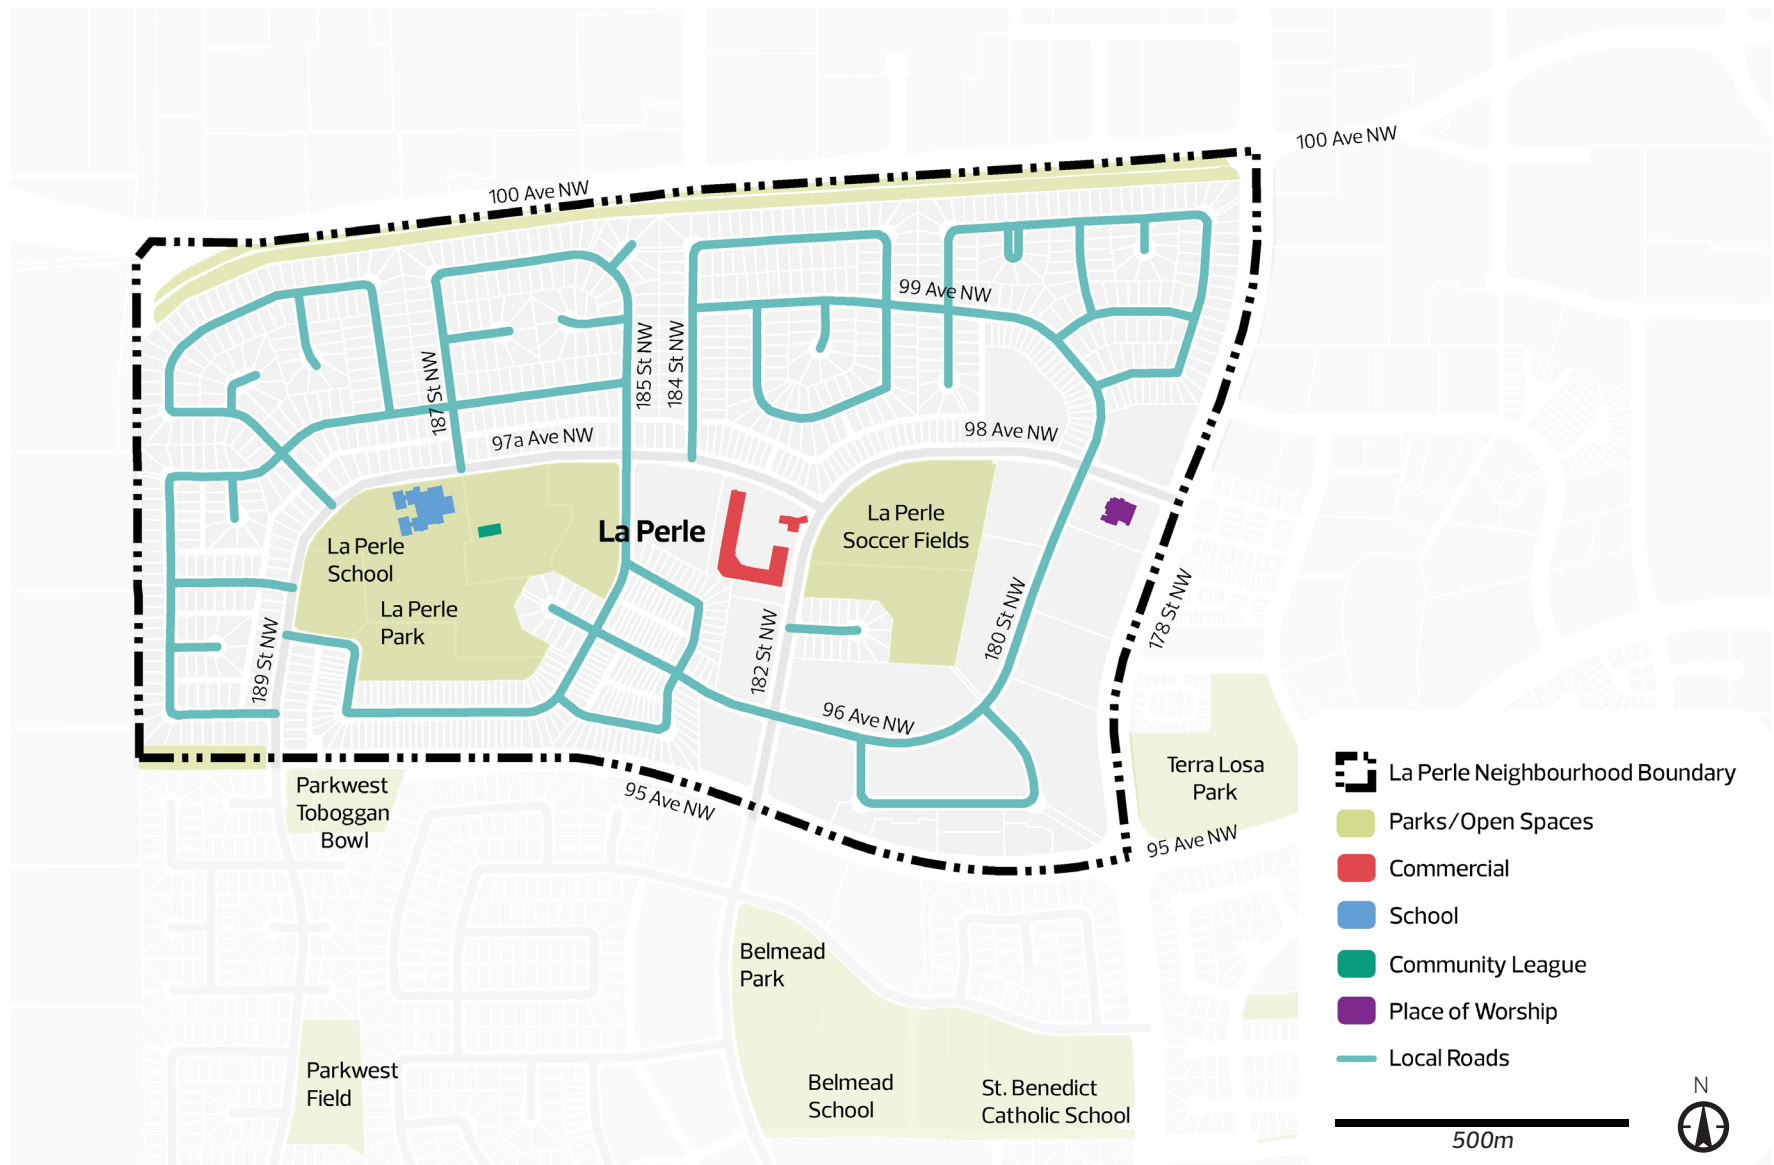 100 Ave NW
100 Ave NW
99 Ave NW
185 St NW
184 St NW
187 St NW
97a Ave NW
98 Ave NW
La Perle
La Perle
Soccer Fields
La Perle
School
La Perle
Park
180 St NW
178 St NW
182 St NW
189 St NW
96 Ave NW
95 Ave NW
95 Ave NW
Parkwest
Toboggan
Bowl
Terra Losa
Park
Belmead
Park
Parkwest
Field
Belmead
School
St. Benedict
Catholic School
La Perle Neighbourhood Boundary
Parks/Open Spaces
Commercial
School
Community League
Place of Worship
Local Roads
N
500m